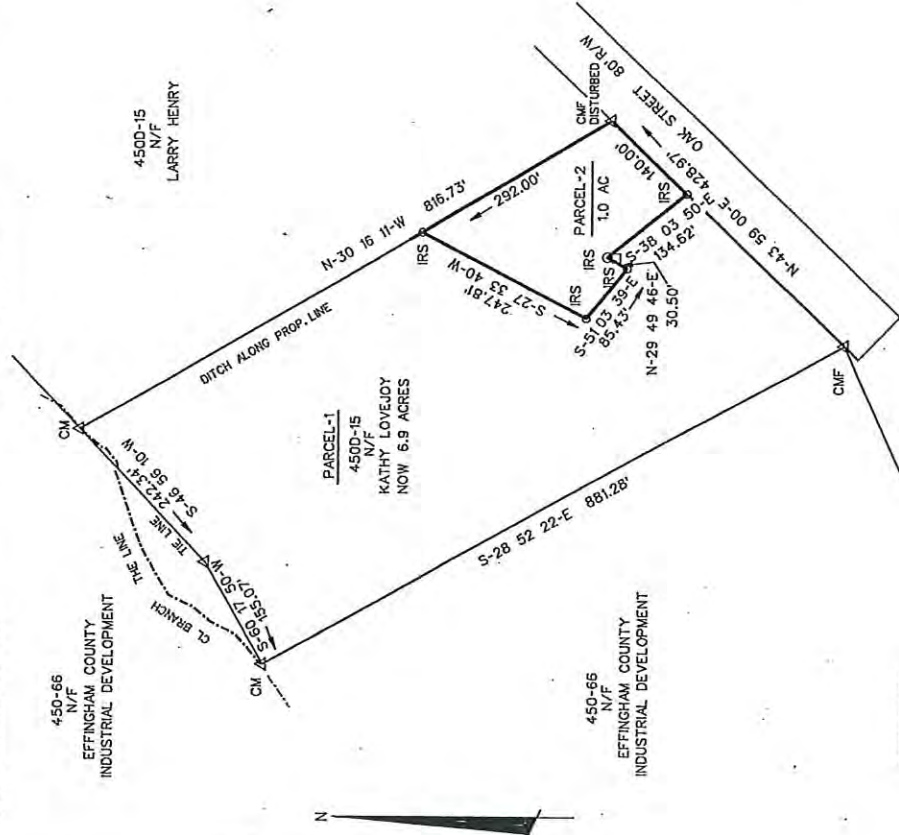 450D-15
N/F
LARRY HENRY
80' R/W
OAK STREET
CMF
DISTURBED
N-30 16 11-W 816.73'
292.00'
DITCH ALONG PROP. LINE
IRS
S-27 33 40-W
247.81'
PARCEL-2
1.0 AC
140.00'
IRS
IRS
IRS
IRS
S-38 03 50-E
134.62'
N-43 59 00-E 428.97'
S-51 03 39-E
85.43'
N-29 49 46-E
30.50'
CM
S-46 56 10-W
242.34'
TIE LINE
THE LINE
CL BRANCH
S-60 17 50-W
155.07'
CM
PARCEL-1
450D-15
N/F
KATHY LOVEJOY
NOW 6.9 ACRES
S-28 52 22-E 881.28'
CMF
450-66
N/F
EFFINGHAM COUNTY
INDUSTRIAL DEVELOPMENT
450-66
N/F
EFFINGHAM COUNTY
INDUSTRIAL DEVELOPMENT
N